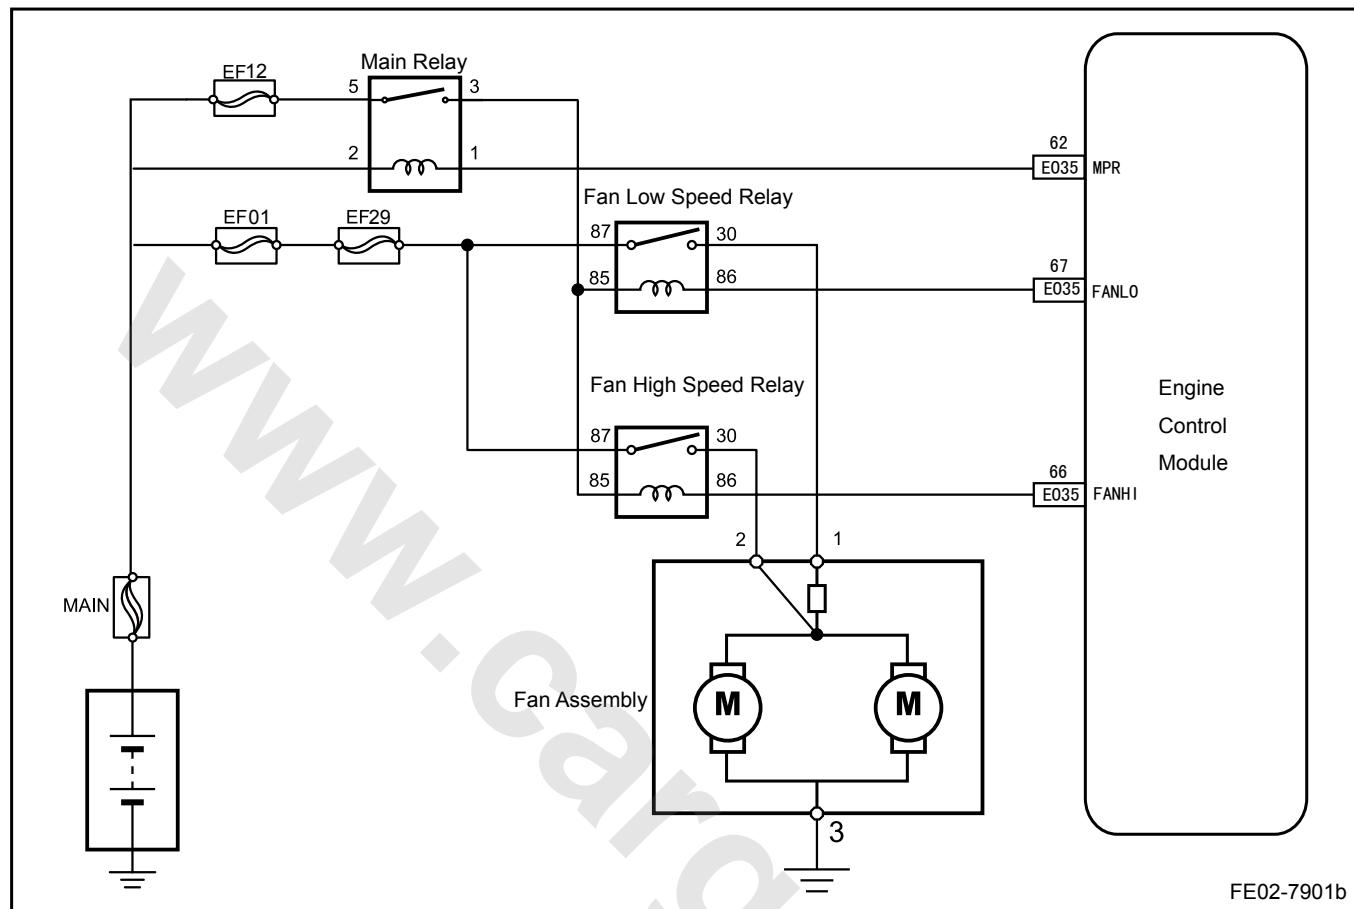 Main Relay
EF12
5
3
2
1
62
E035
MPR
Fan Low Speed Relay
EF01
EF29
87
30
85
86
67
E035
FANLO
Fan High Speed Relay
87
30
85
86
66
E035
FANHI
Engine
Control
Module
2
1
MAIN
Fan Assembly
M
M
3
FE02-7901b
www.carg